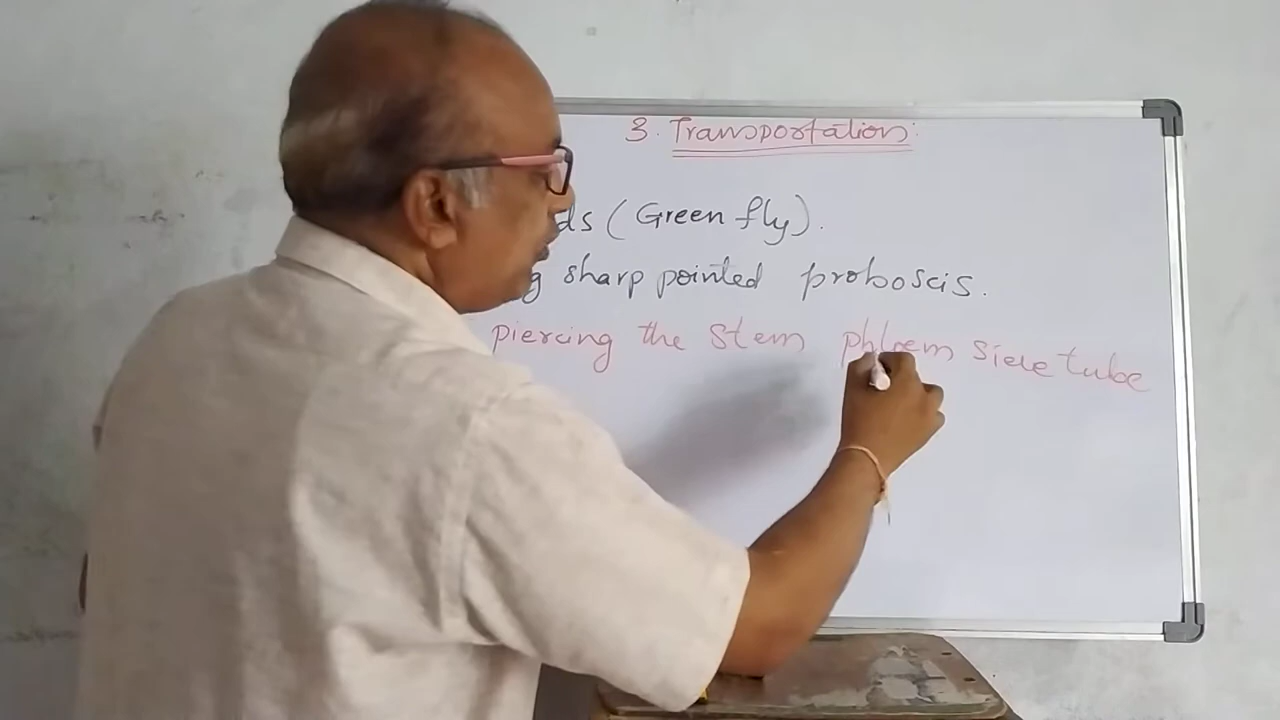 3. Transportation:
ds (Green fly).
g sharp pointed proboscis.
piercing the stem phloem sieve tube